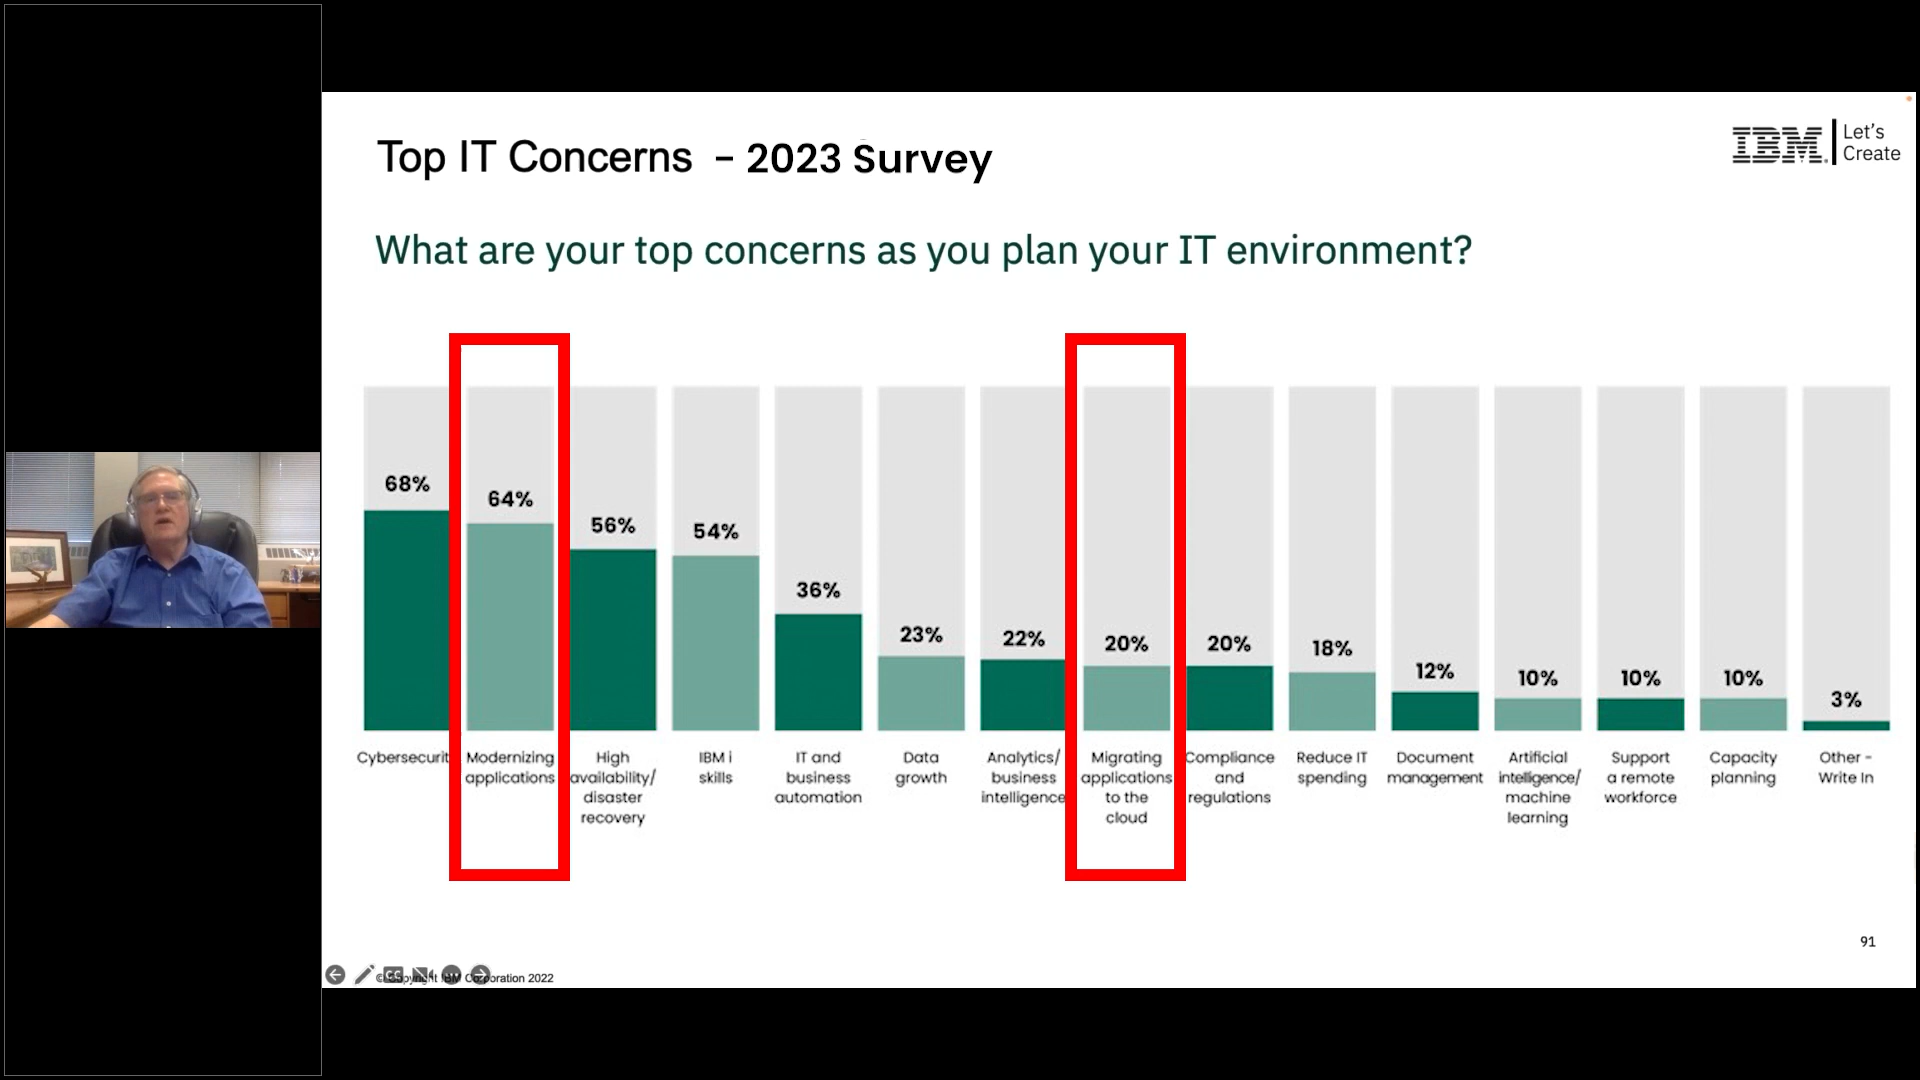 Top IT Concerns – 2023 Survey
IBM
Let's
Create
What are your top concerns as you plan your IT environment?
68%
64%
56%
54%
36%
23%
22%
20%
20%
18%
12%
10%
10%
10%
3%
Cybersecurit
Modernizing
applications
High
availability/
disaster
recovery
IBM i
skills
IT and
business
automation
Data
growth
Analytics/
business
intelligence
Migrating
applications
to the
cloud
Compliance
and
regulations
Reduce IT
spending
Document
management
Artificial
intelligence/
machine
learning
Support
a remote
workforce
Capacity
planning
Other -
Write In
91
CC
© Copyright IBM Corporation 2022